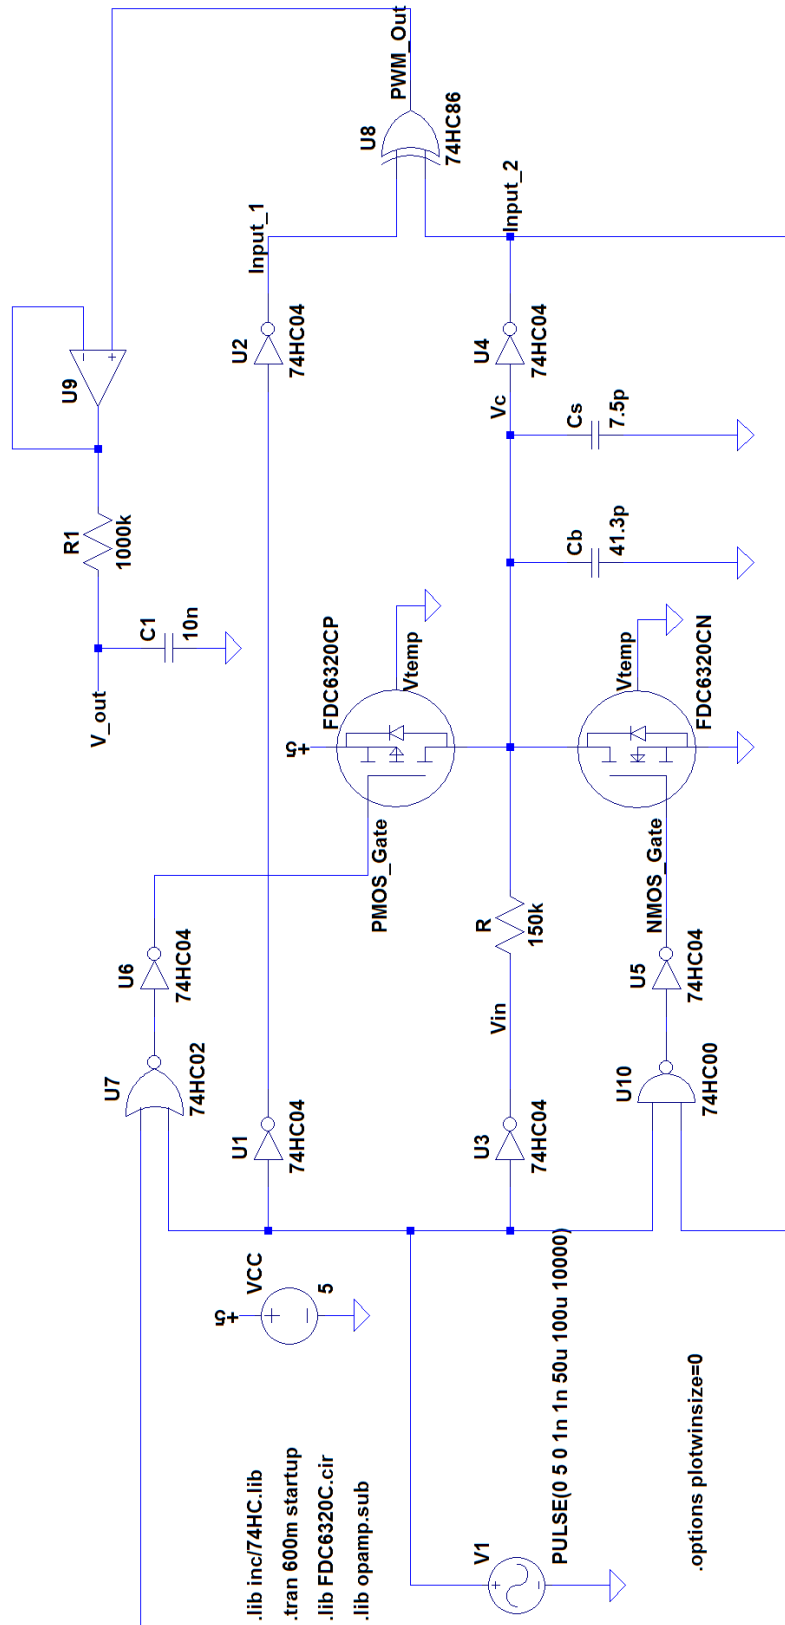 .lib inc/74HC.lib
.tran 600m startup
.lib FDC6320C.cir
.lib opamp.sub
V1
PULSE(0 5 0 1n 1n 50u 100u 10000)
.options plotwinsize=0
VCC
+5
+
−
5
U7
74HC02
U6
74HC04
U1
74HC04
U2
74HC04
Input_1
U3
74HC04
Vin
R
150k
U10
74HC00
U5
74HC04
PMOS_Gate
NMOS_Gate
+5
FDC6320CP
Vtemp
FDC6320CN
Vtemp
Cb
41.3p
Cs
7.5p
Vc
U4
74HC04
Input_2
U8
74HC86
PWM_Out
U9
R1
1000k
C1
10n
V_out